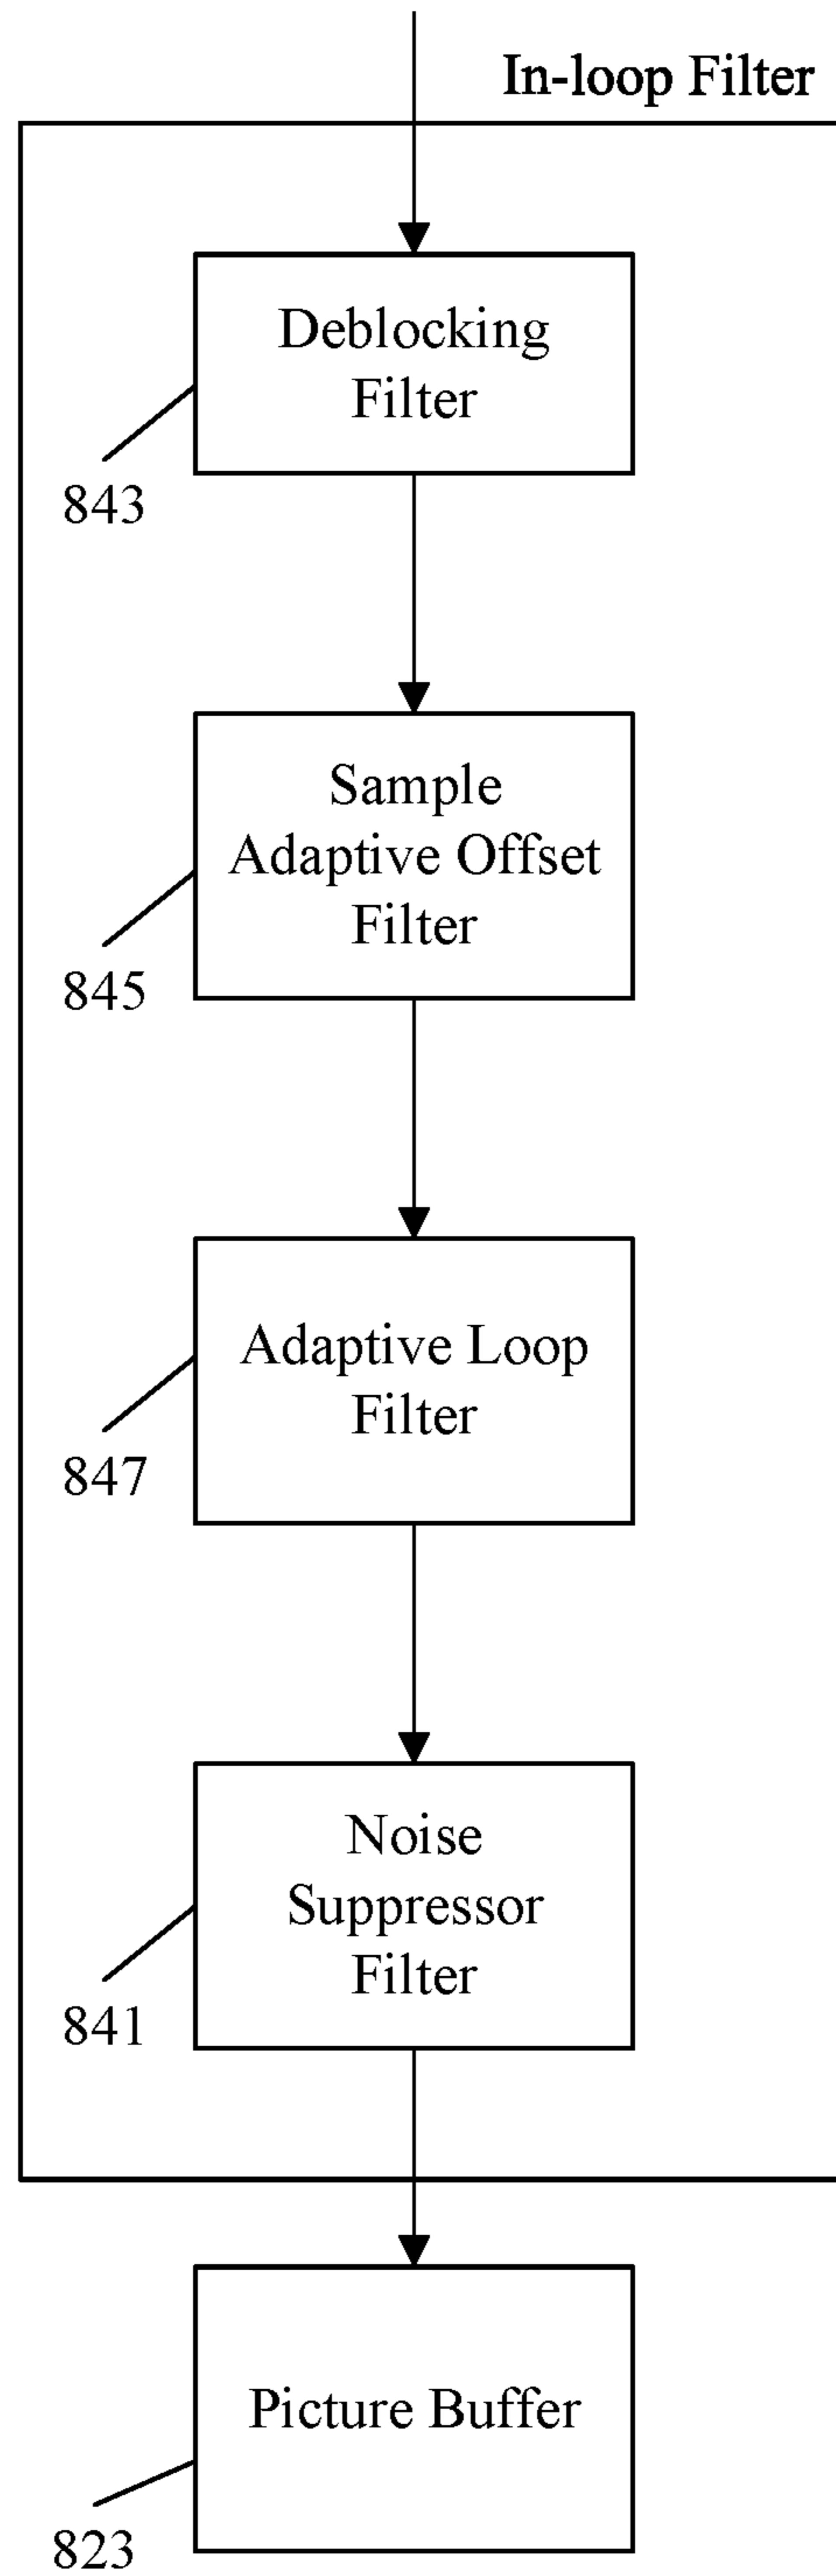 In-loop Filter
Deblocking
Filter
843
Sample
Adaptive Offset
Filter
845
Adaptive Loop
Filter
847
Noise
Suppressor
Filter
841
Picture Buffer
823